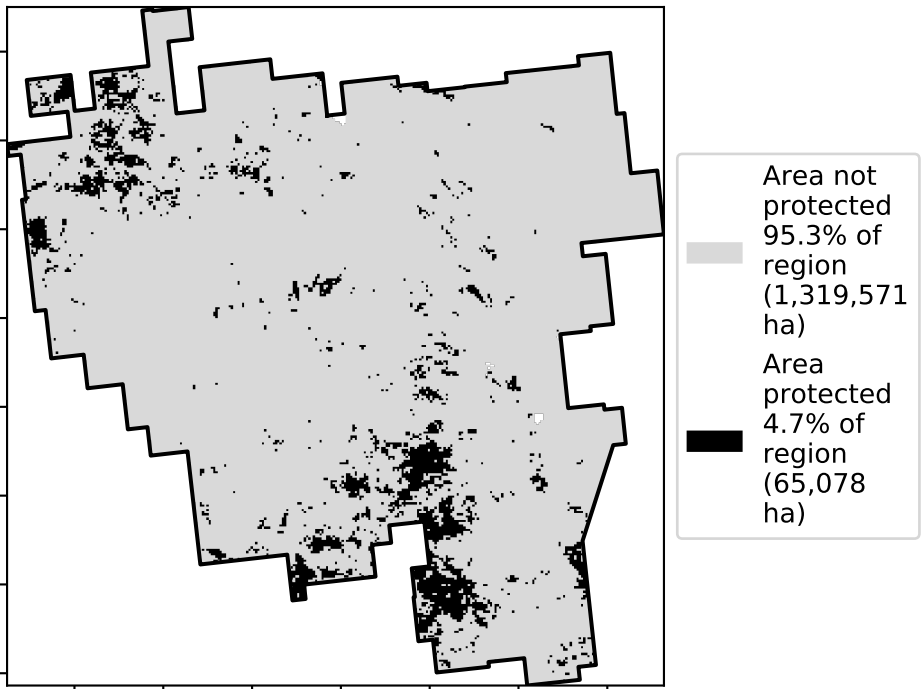 Area not
protected
95.3% of
region
(1,319,571
ha)
Area
protected
4.7% of
region
(65,078
ha)